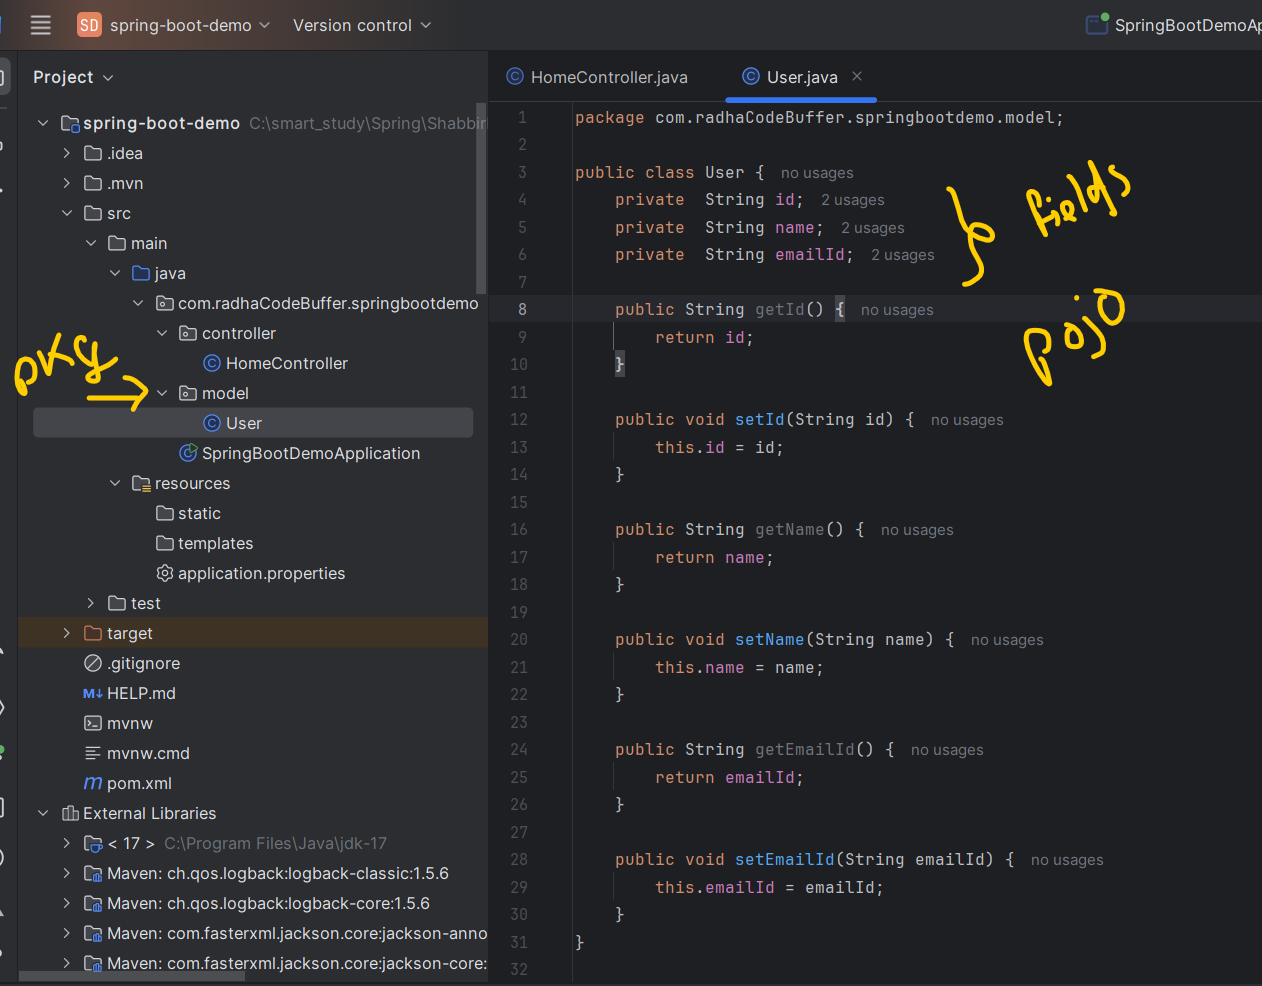 SD spring-boot-demo Version control SpringBootDemoAp
Project
HomeController.java User.java
spring-boot-demo C:\smart_study\Spring\Shabbir
.idea
.mvn
src
main
java
com.radhaCodeBuffer.springbootdemo
controller
HomeController
pkg
model
User
SpringBootDemoApplication
resources
static
templates
application.properties
test
target
.gitignore
HELP.md
mvnw
mvnw.cmd
pom.xml
External Libraries
< 17 > C:\Program Files\Java\jdk-17
Maven: ch.qos.logback:logback-classic:1.5.6
Maven: ch.qos.logback:logback-core:1.5.6
Maven: com.fasterxml.jackson.core:jackson-anno
Maven: com.fasterxml.jackson.core:jackson-core:
1 package com.radhaCodeBuffer.springbootdemo.model;
2
3 public class User { no usages
4 private String id; 2 usages
5 private String name; 2 usages
6 private String emailId; 2 usages
fields
7
8 public String getId() { no usages
9 return id;
10 }
pojo
11
12 public void setId(String id) { no usages
13 this.id = id;
14 }
15
16 public String getName() { no usages
17 return name;
18 }
19
20 public void setName(String name) { no usages
21 this.name = name;
22 }
23
24 public String getEmailId() { no usages
25 return emailId;
26 }
27
28 public void setEmailId(String emailId) { no usages
29 this.emailId = emailId;
30 }
31 }
32